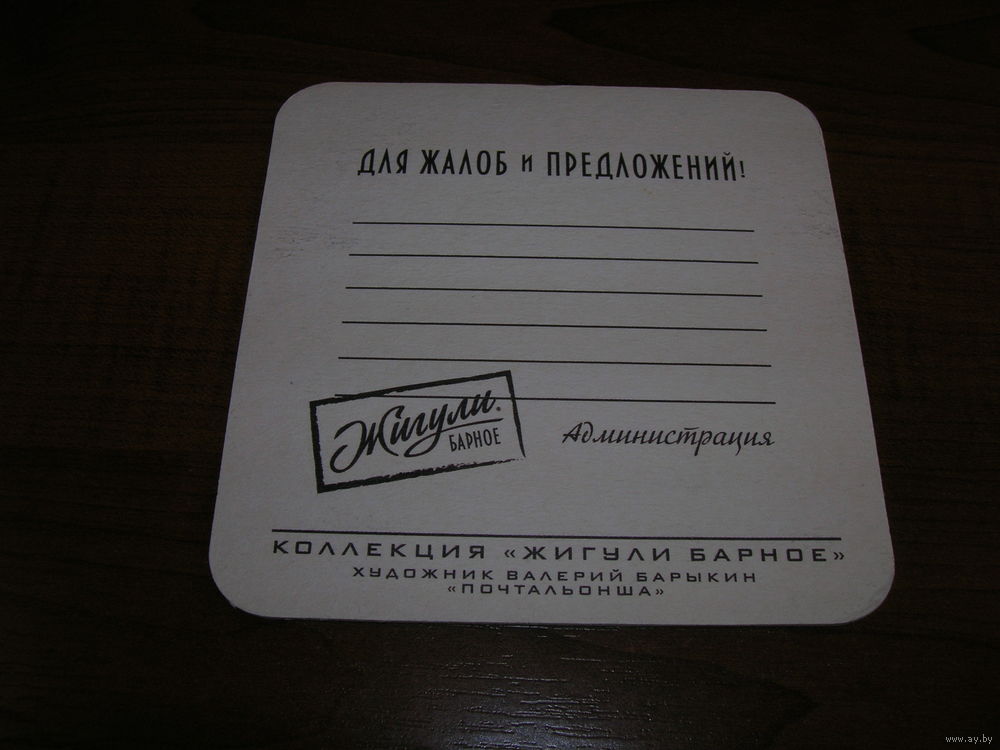 ДЛЯ ЖАЛОБ и ПРЕДЛОЖЕНИЙ!
Жигули®
БАРНОЕ
Администрация
КОЛЛЕКЦИЯ «ЖИГУЛИ БАРНОЕ»
ХУДОЖНИК ВАЛЕРИЙ БАРЫКИН
«ПОЧТАЛЬОНША»
www.ay.by